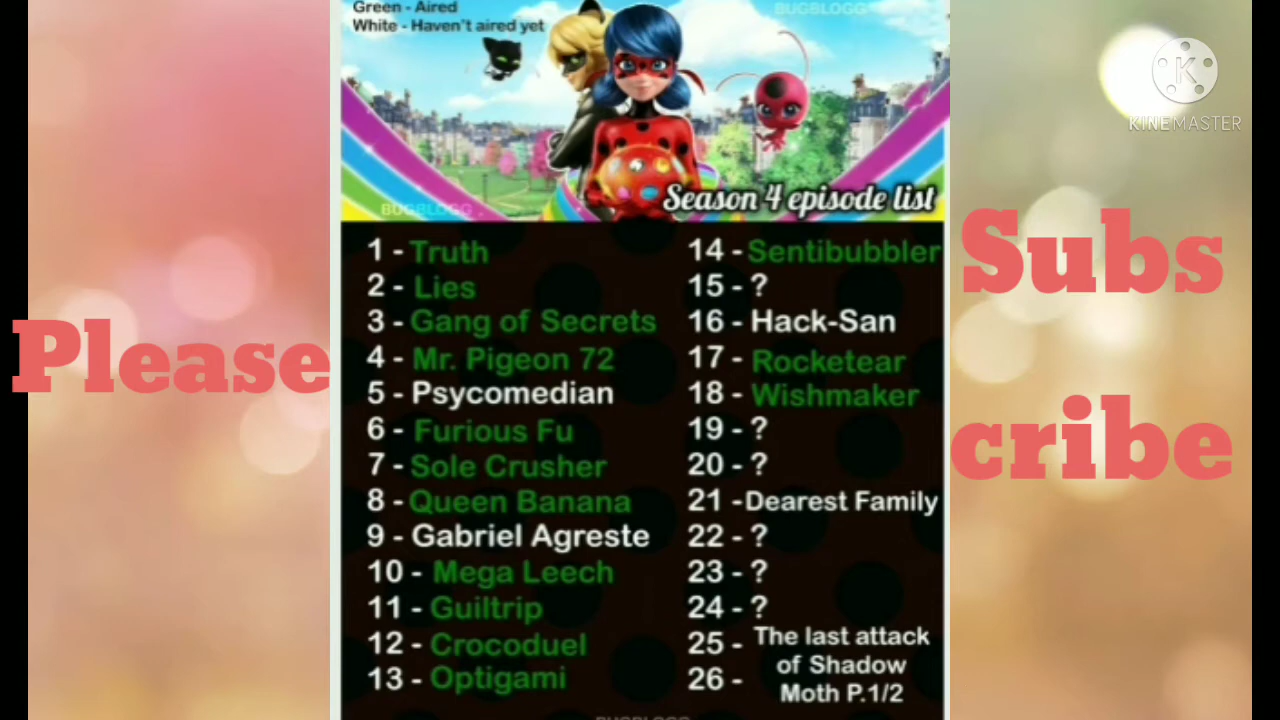 Green - Aired
White - Haven't aired yet
BUGBLOGG
KINEMASTER
BUGBLOGG
Season 4 episode list
1 - Truth
2 - Lies
3 - Gang of Secrets
4 - Mr. Pigeon 72
5 - Psycomedian
6 - Furious Fu
7 - Sole Crusher
8 - Queen Banana
9 - Gabriel Agreste
10 - Mega Leech
11 - Guiltrip
12 - Crocoduel
13 - Optigami
14 - Sentibubbler
15 - ?
16 - Hack-San
17 - Rocketear
18 - Wishmaker
19 - ?
20 - ?
21 -Dearest Family
22 - ?
23 - ?
24 - ?
25 - The last attack
of Shadow
26 - Moth P.1/2
BUGBLOGG
Please
Subs
cribe